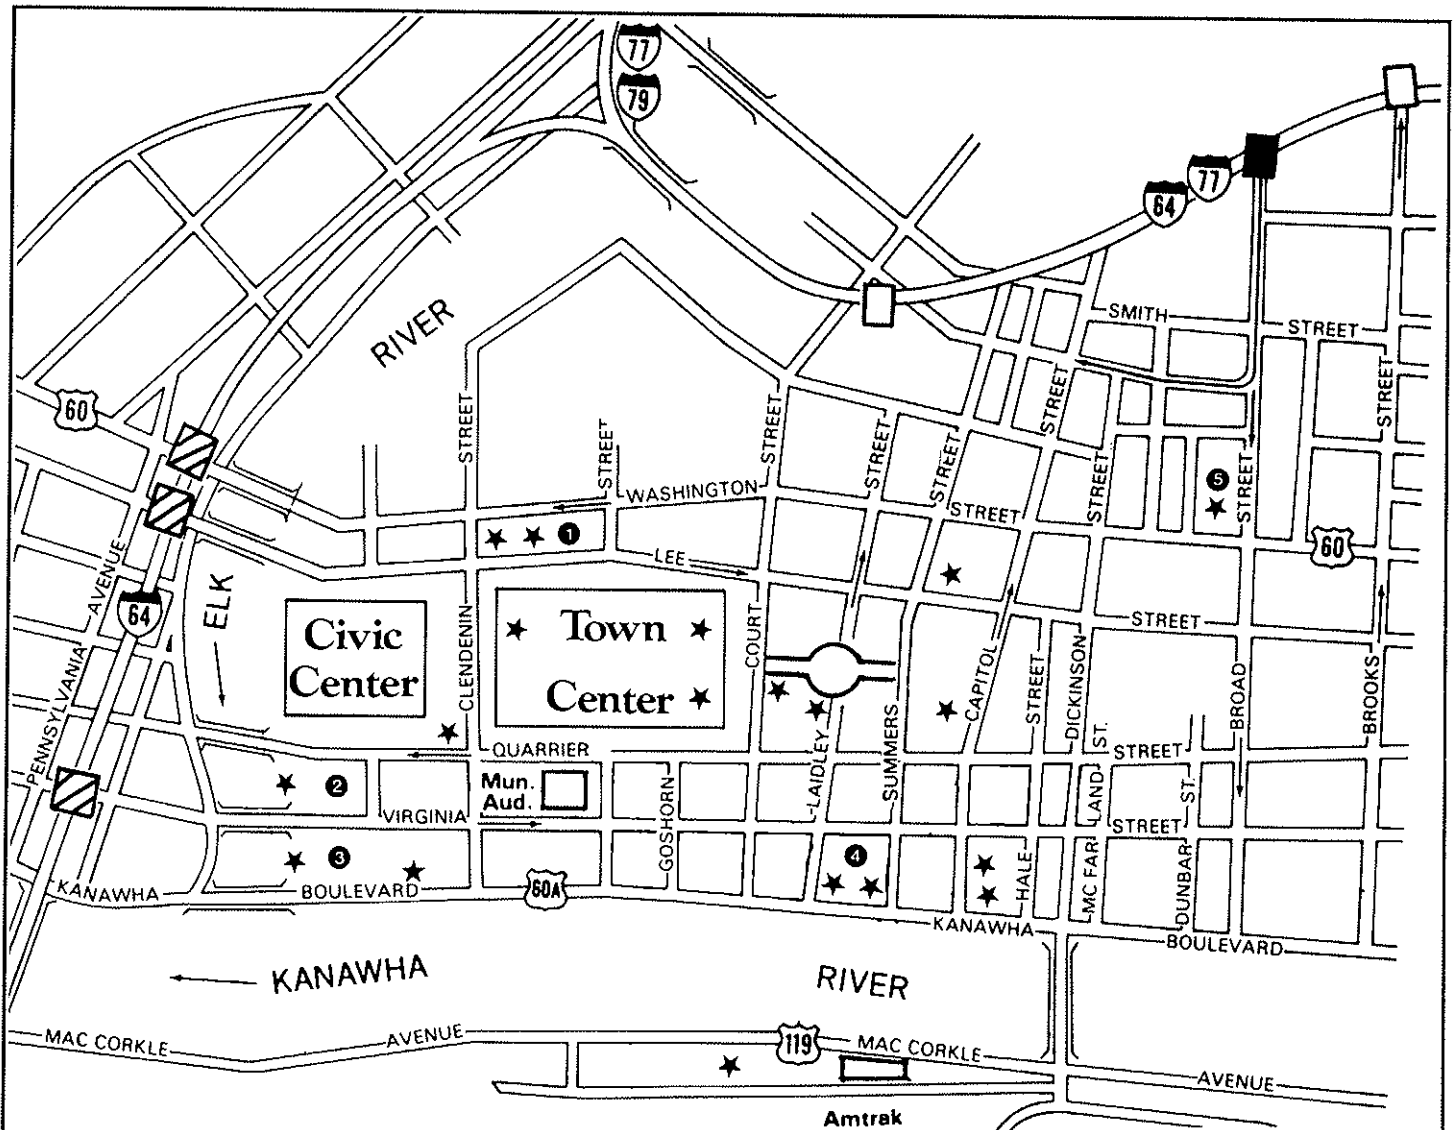 77
79
77
64
RIVER
SMITH
STREET
60
STREET
STREET
STREET
STREET
STREET
STREET
STREET
STREET
STREET
5
WASHINGTON
STREET
1
60
LEE
STREET
PENNSYLVANIA AVENUE
64
ELK
Civic
Center
CLENDENIN
Town
Center
COURT
LAIDLEY
SUMMERS
CAPITOL
STREET
DICKINSON
BROAD
BROOKS
QUARRIER
STREET
Mun.
Aud.
2
VIRGINIA
STREET
GOSHORN
3
4
HALE
MC FAR LAND ST.
DUNBAR ST.
KANAWHA
BOULEVARD
60A
KANAWHA
BOULEVARD
KANAWHA
RIVER
MAC CORKLE
AVENUE
119
MAC CORKLE
AVENUE
Amtrak